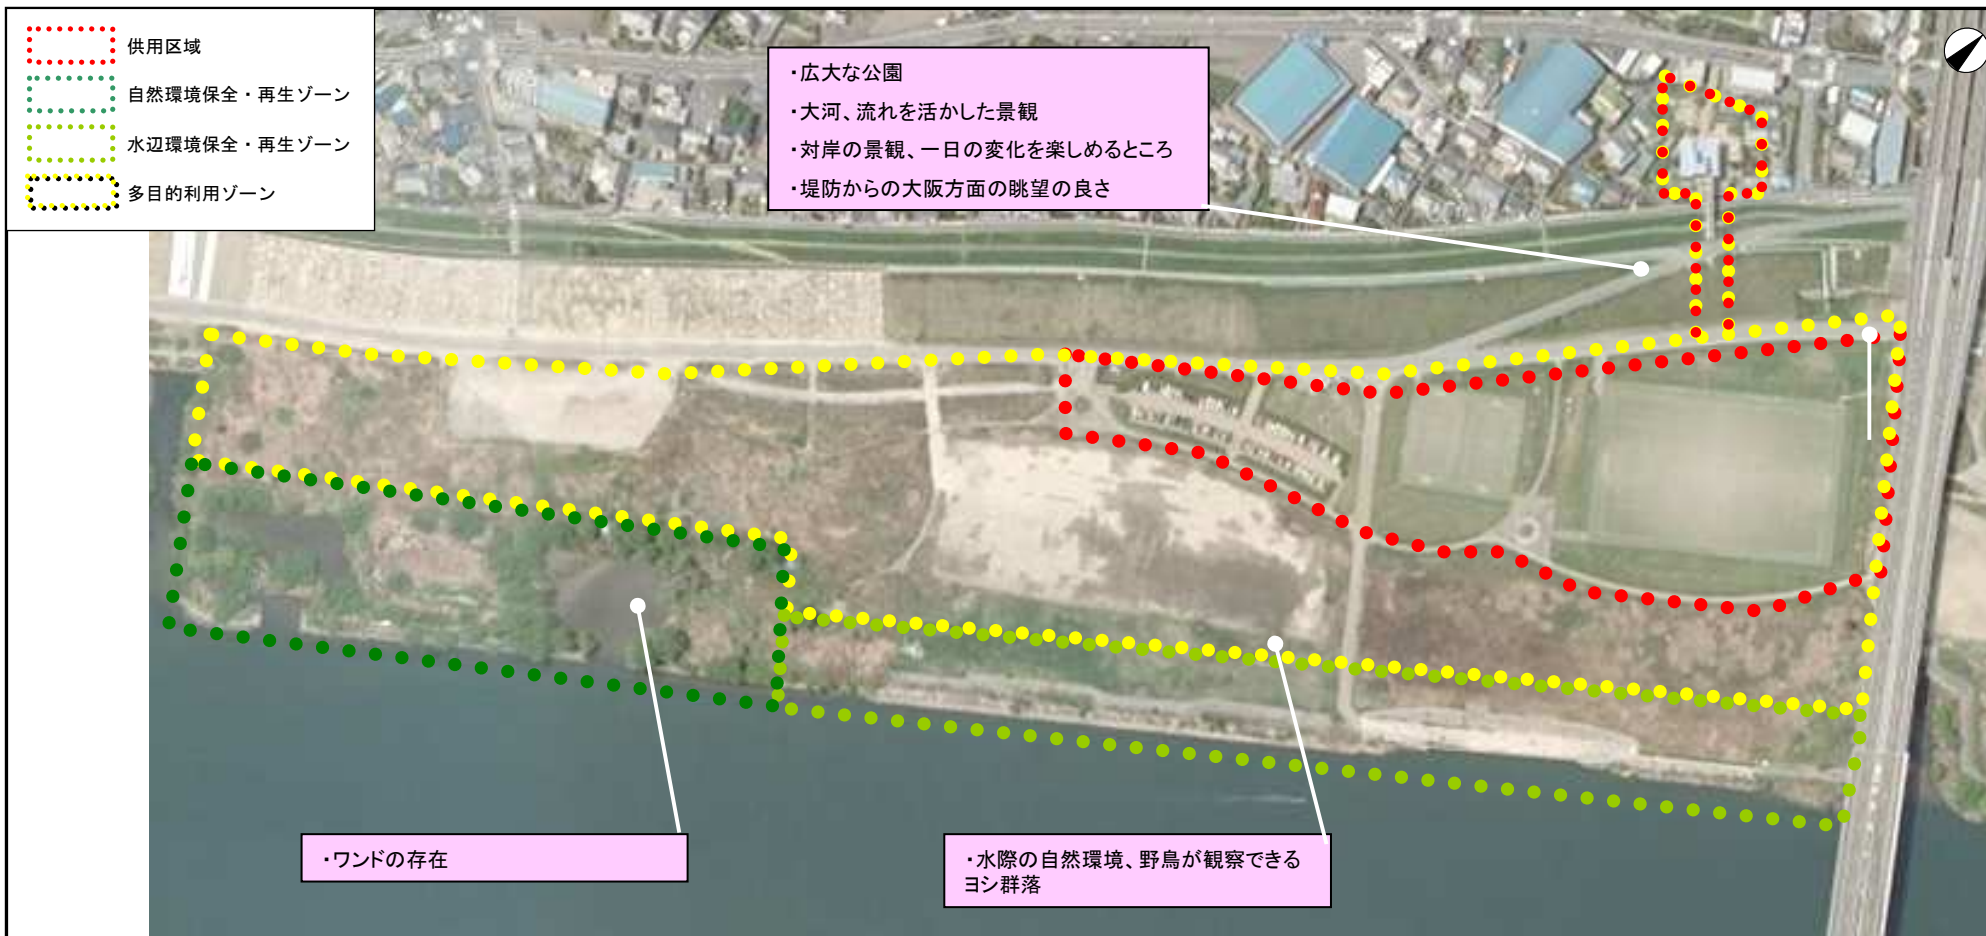 供用区域
自然環境保全・再生ゾーン
水辺環境保全・再生ゾーン
多目的利用ゾーン
・広大な公園
・大河、流れを活かした景観
・対岸の景観、一日の変化を楽しめるところ
・堤防からの大阪方面の眺望の良さ
・ワンドの存在
・水際の自然環境、野鳥が観察できる
ヨシ群落